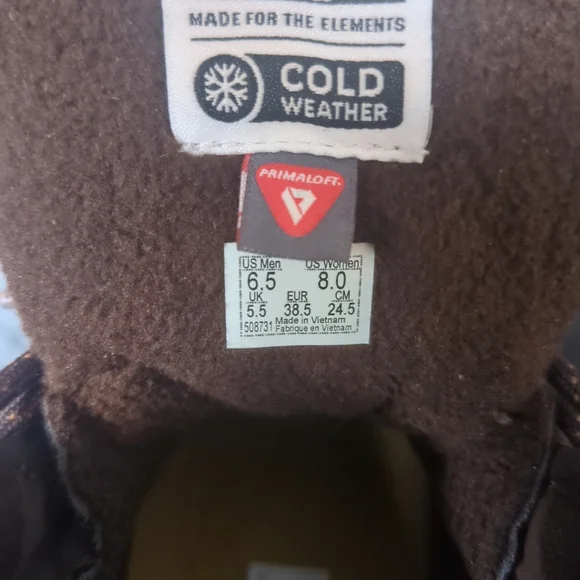 MADE FOR THE ELEMENTS
COLD
WEATHER
PRIMALOFT
US Men US Women
6.5 8.0
UK EUR CM
5.5 38.5 24.5
508731 Made in Vietnam
Fabrique en Vietnam